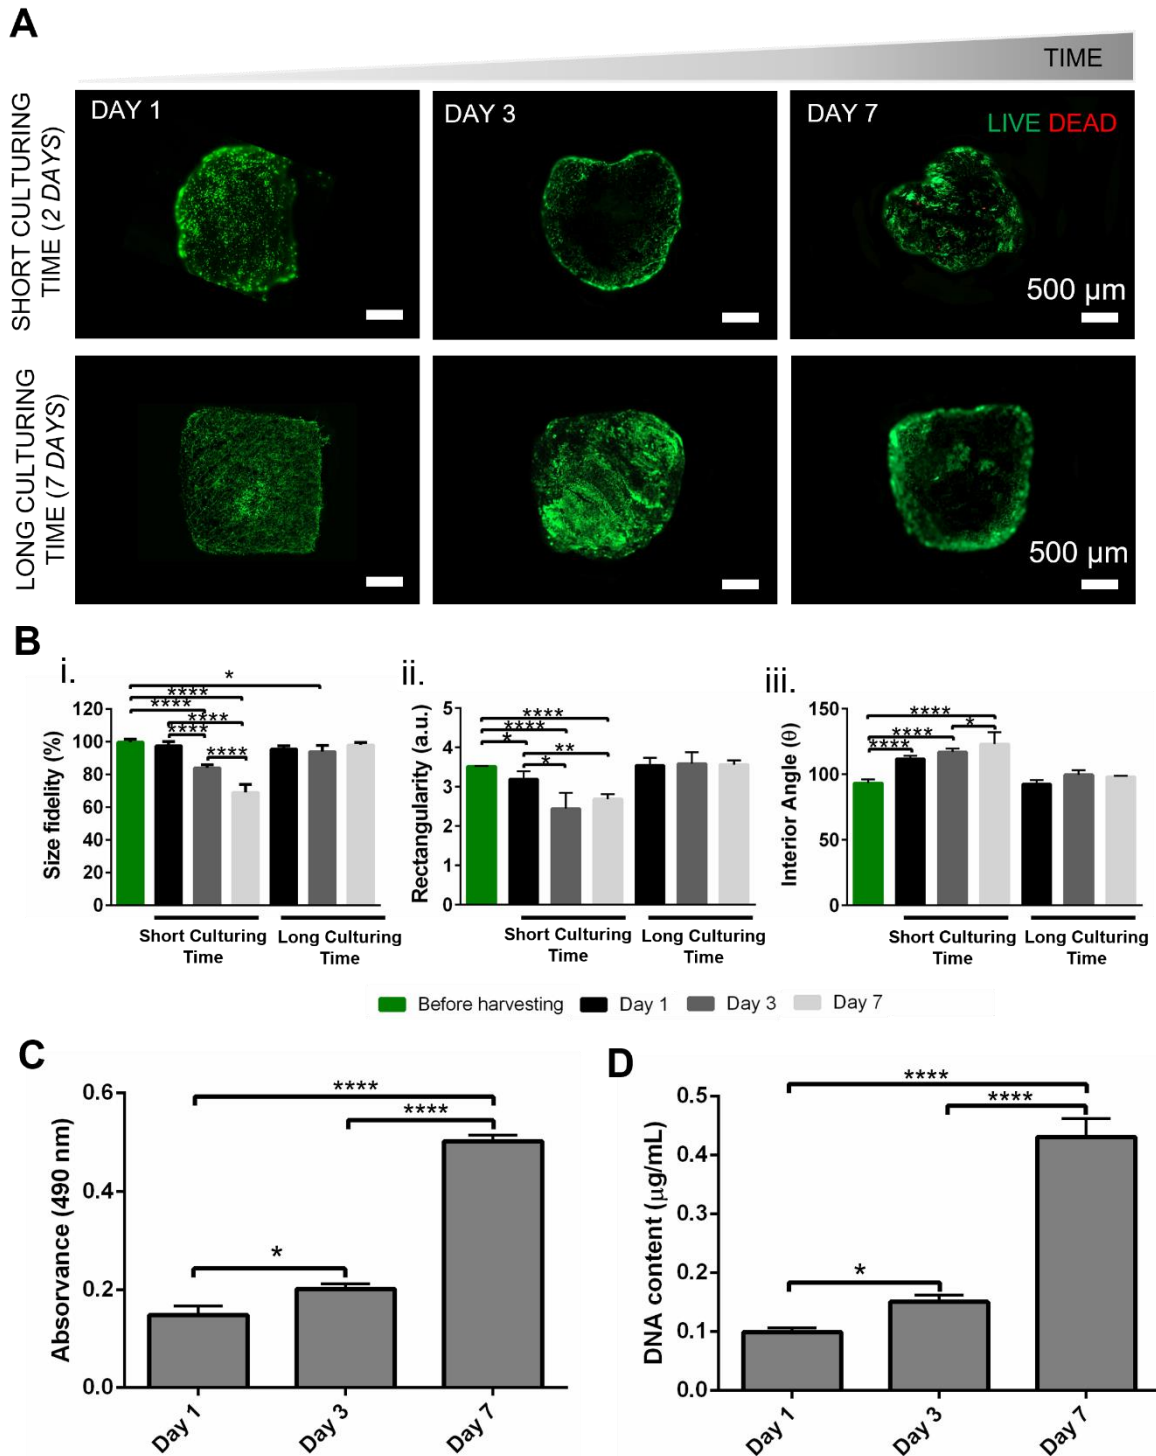 A
TIME
SHORT CULTURING
TIME (2 DAYS)
DAY 1
DAY 3
DAY 7
LIVE DEAD
500 µm
LONG CULTURING
TIME (7 DAYS)
500 µm
B
i.
*
****
****
****
****
****
120
100
80
60
40
20
0
Size fidelity (%)
Short Culturing
Time
Long Culturing
Time
ii.
****
****
*
**
*
5
4
3
2
1
0
Rectangularity (a.u.)
Short Culturing
Time
Long Culturing
Time
iii.
****
*
****
****
150
100
50
0
Interior Angle (θ)
Short Culturing
Time
Long Culturing
Time
Before harvesting
Day 1
Day 3
Day 7
C
****
****
*
0.6
0.4
0.2
0.0
Absorvance (490 nm)
Day 1
Day 3
Day 7
D
****
****
*
0.5
0.4
0.3
0.2
0.1
0.0
DNA content (µg/mL)
Day 1
Day 3
Day 7